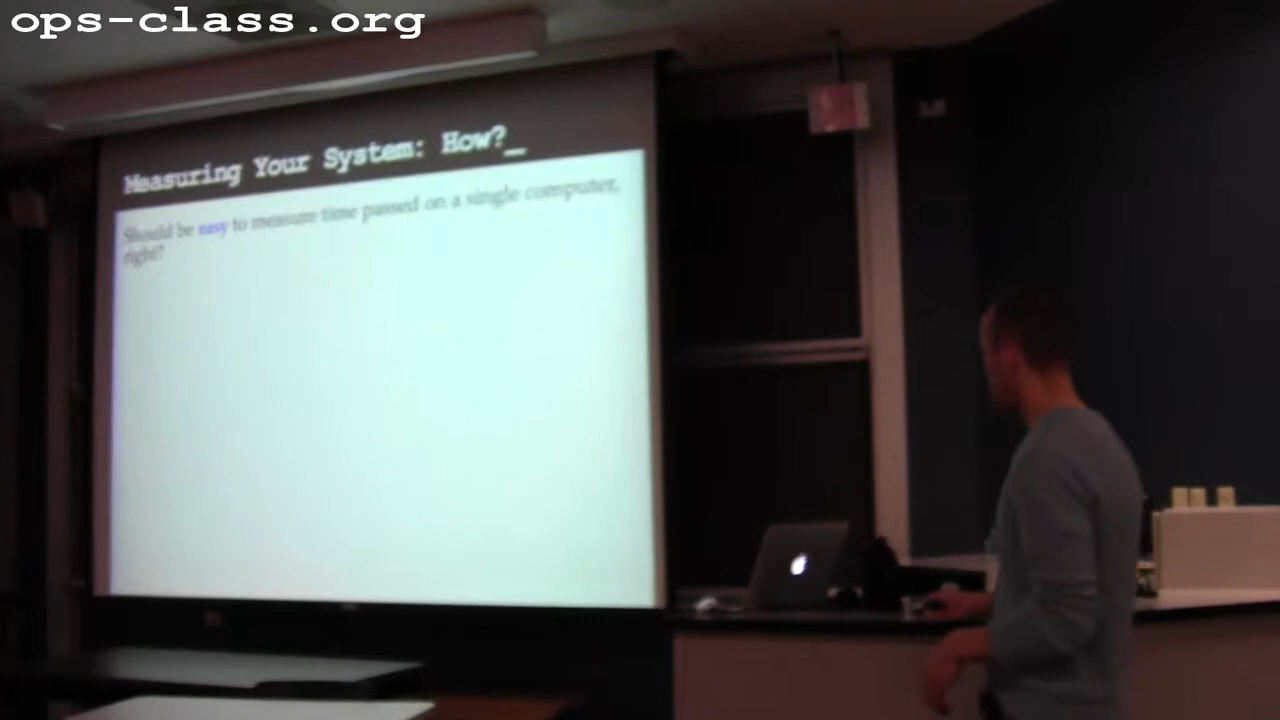 ops-class.org
Measuring Your System: How?_
Should be easy to measure time passed on a single computer,
right?